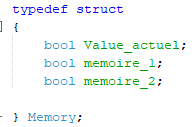 typedef struct
{
bool Value_actuel;
bool memoire_1;
bool memoire_2;
} Memory;